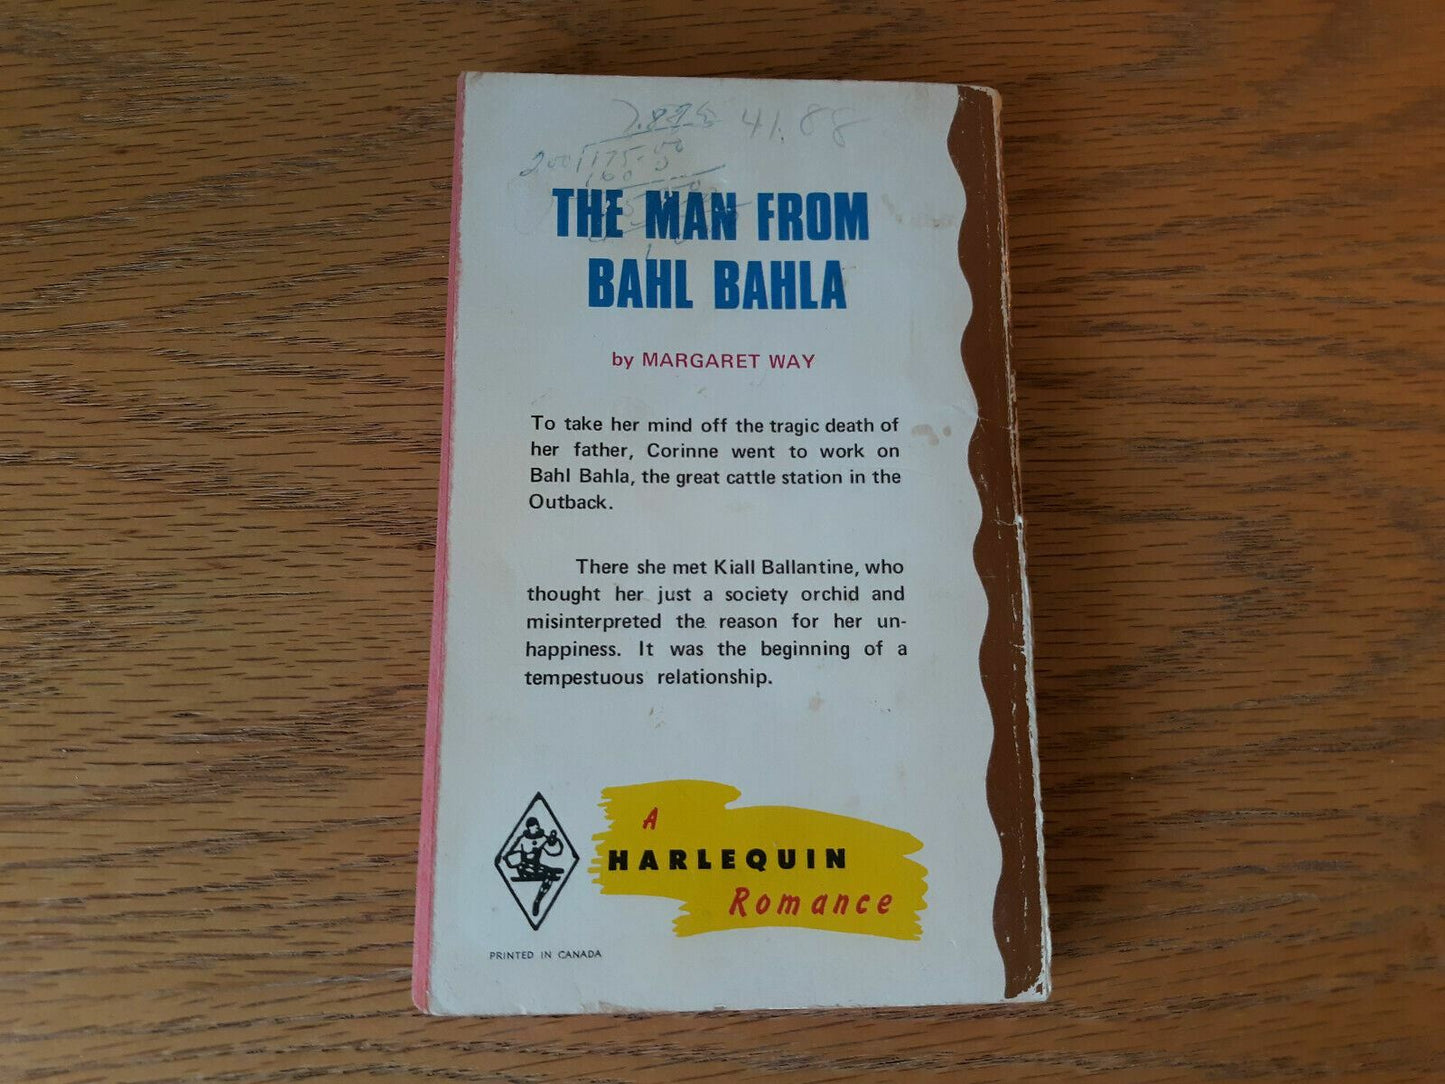 41.88
THE MAN FROM
BAHL BAHLA
by MARGARET WAY
To take her mind off the tragic death of
her father, Corinne went to work on
Bahl Bahla, the great cattle station in the
Outback.
There she met Kiall Ballantine, who
thought her just a society orchid and
misinterpreted the reason for her un-
happiness. It was the beginning of a
tempestuous relationship.
A
HARLEQUIN
Romance
PRINTED IN CANADA